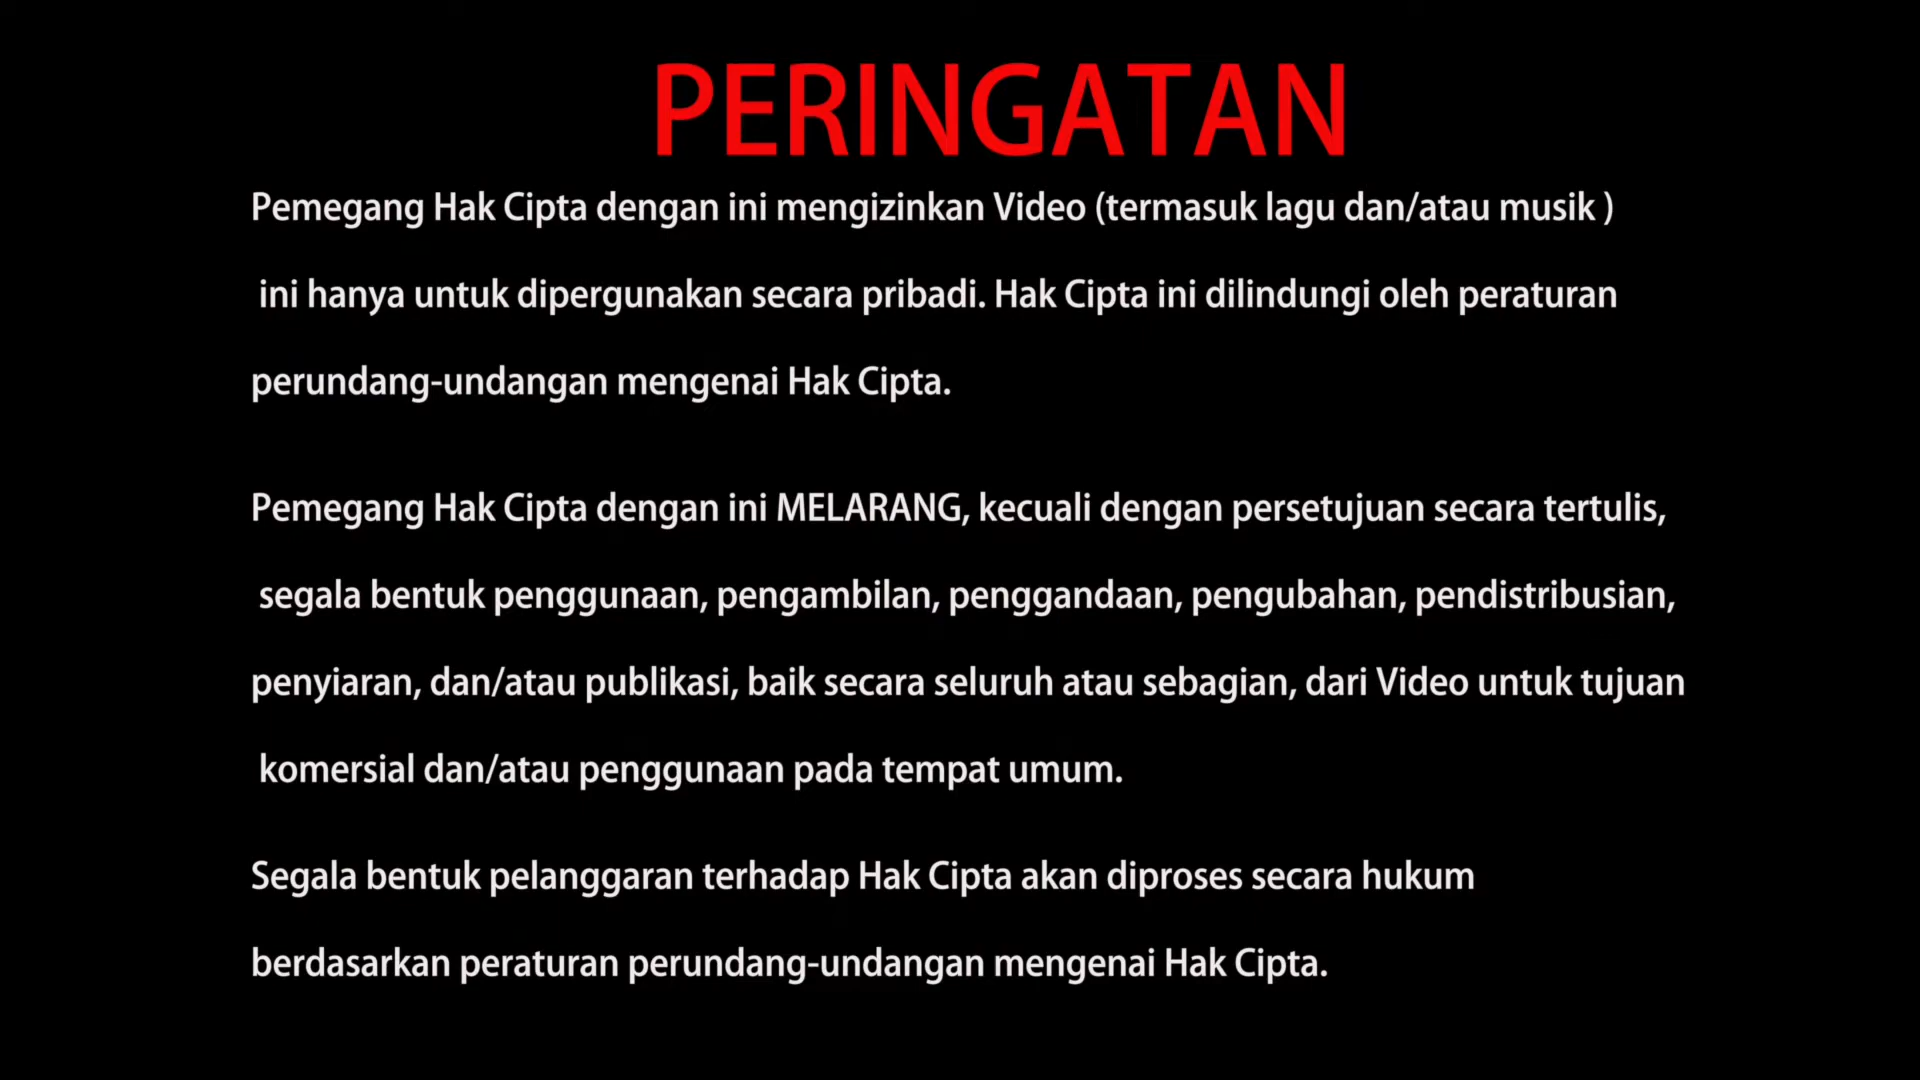 PERINGATAN
Pemegang Hak Cipta dengan ini mengizinkan Video (termasuk lagu dan/atau musik )
ini hanya untuk dipergunakan secara pribadi. Hak Cipta ini dilindungi oleh peraturan
perundang-undangan mengenai Hak Cipta.
Pemegang Hak Cipta dengan ini MELARANG, kecuali dengan persetujuan secara tertulis,
segala bentuk penggunaan, pengambilan, penggandaan, pengubahan, pendistribusian,
penyiaran, dan/atau publikasi, baik secara seluruh atau sebagian, dari Video untuk tujuan
komersial dan/atau penggunaan pada tempat umum.
Segala bentuk pelanggaran terhadap Hak Cipta akan diproses secara hukum
berdasarkan peraturan perundang-undangan mengenai Hak Cipta.